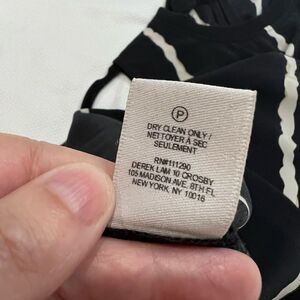 P
DRY CLEAN ONLY/
NETTOYER À SEC
SEULEMENT
RN#111290
DEREK LAM 10 CROSBY
105 MADISON AVE. 8TH FL
NEW YORK, NY 10016